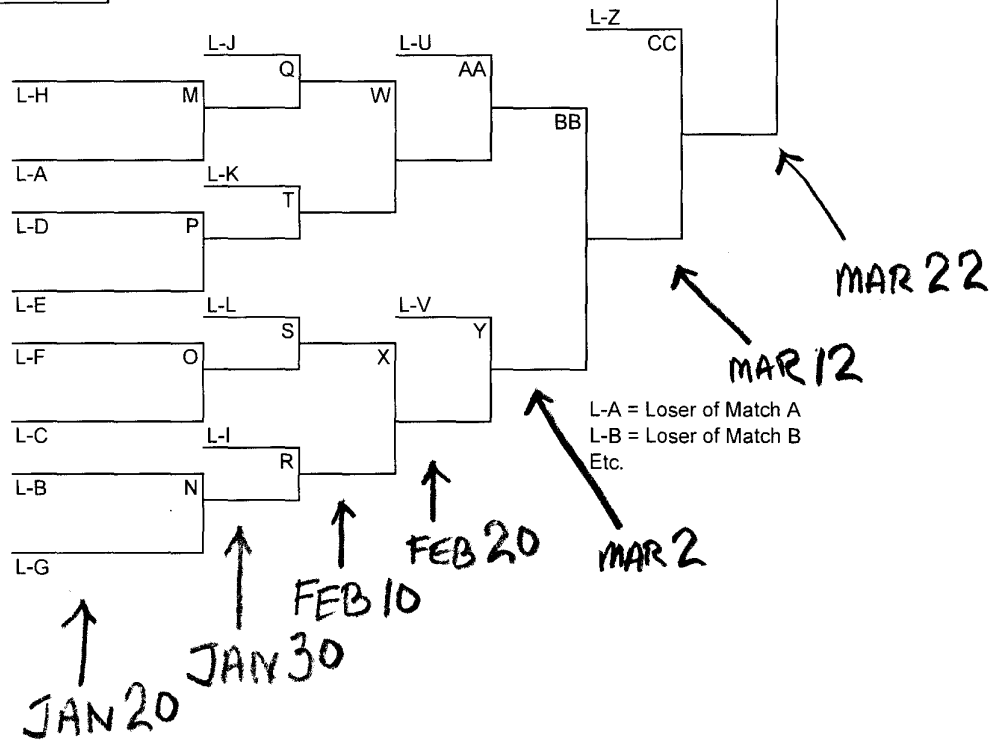 L-Z
CC
L-J
L-U
Q
AA
L-H
M
W
BB
L-A
L-K
T
L-D
P
L-E
L-L
L-V
S
Y
L-F
O
X
L-C
L-I
R
L-B
N
L-G
L-A = Loser of Match A
L-B = Loser of Match B
Etc.
JAN 20
JAN 30
FEB 10
FEB 20
MAR 2
MAR 12
MAR 22